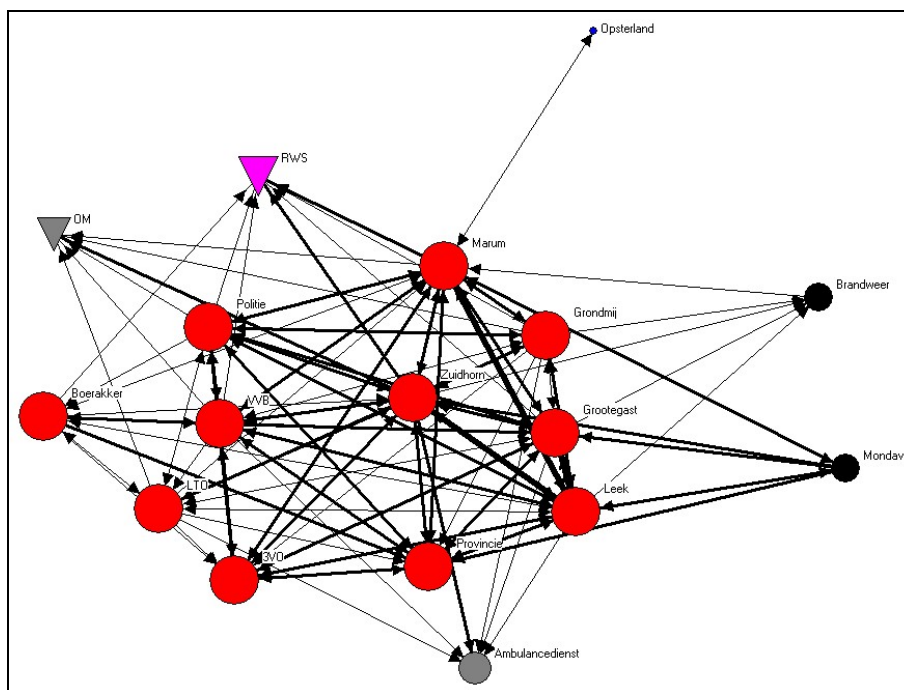 Opsterland
RWS
OM
Marum
Brandweer
Politie
Grondmij
Zuidhorn
Boerakker
VVB
Grootegast
Mondav
Leek
LTO
3VO
Provincie
Ambulancedienst